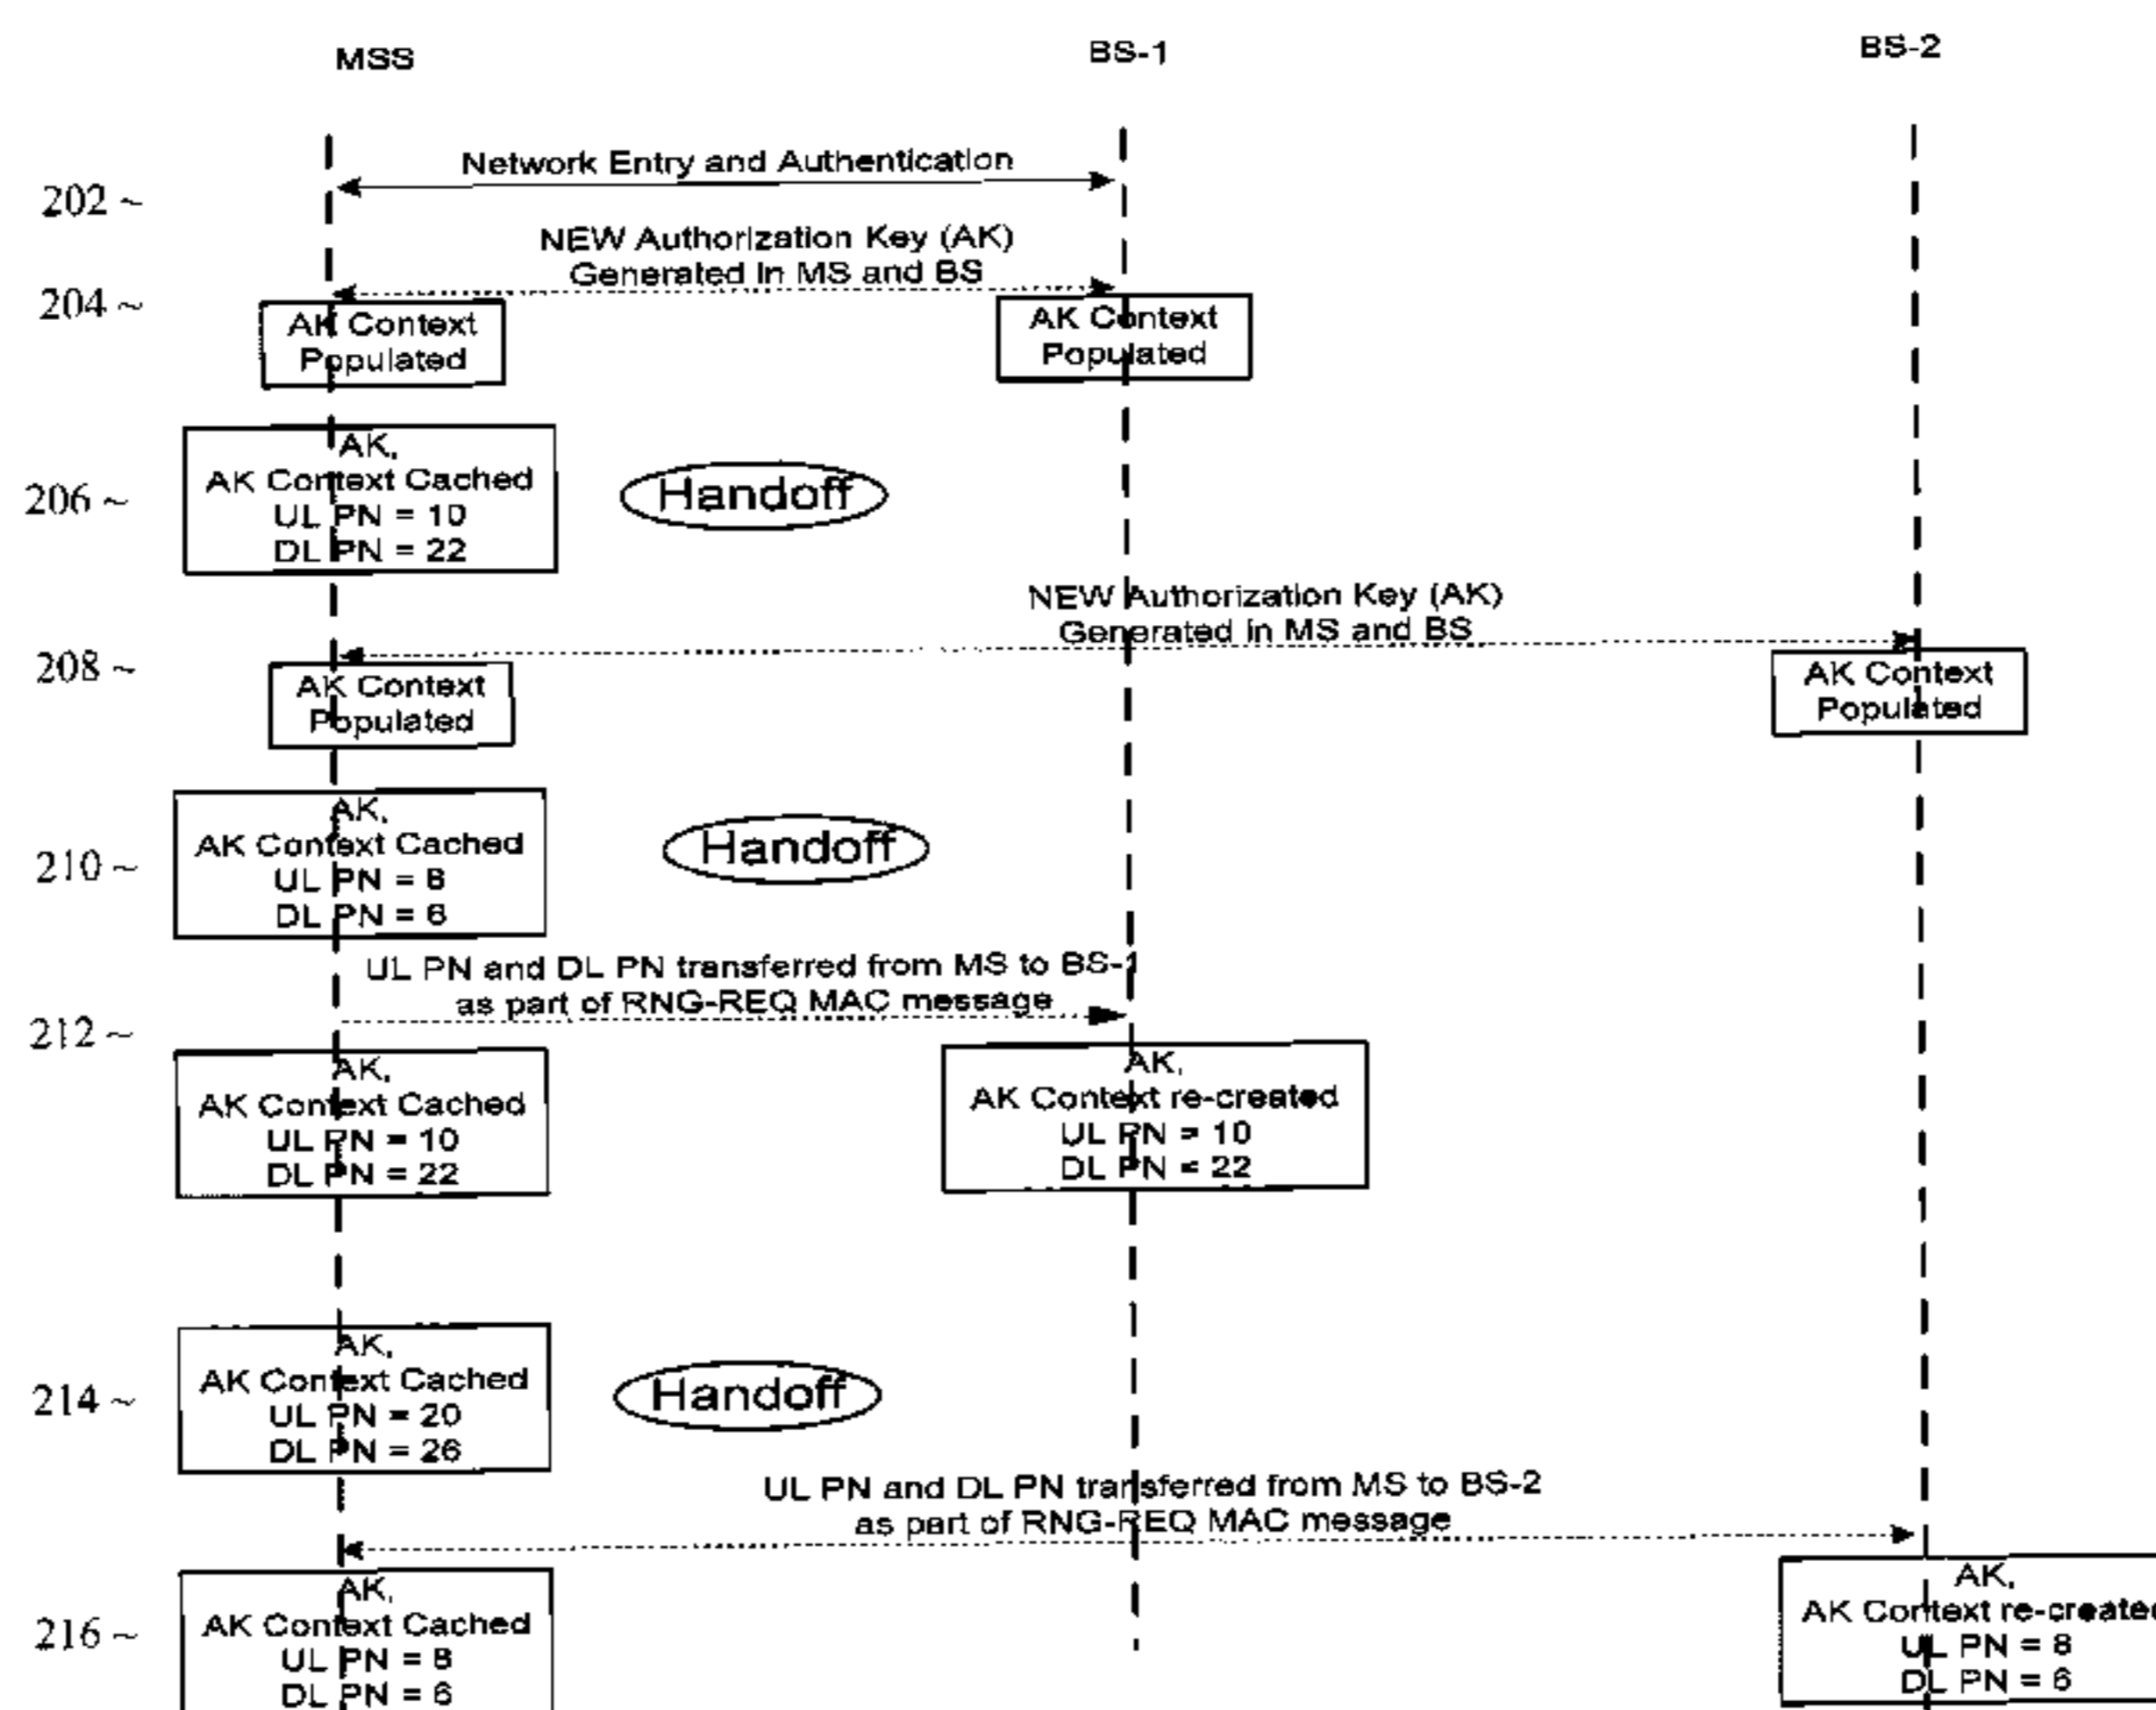 MSS BS-1 BS-2
Network Entry and Authentication
202 ~
NEW Authorization Key (AK)
Generated in MS and BS
204 ~
AK Context
Populated
AK Context
Populated
AK,
AK Context Cached
UL PN = 10
DL PN = 22
206 ~
Handoff
NEW Authorization Key (AK)
Generated in MS and BS
208 ~
AK Context
Populated
AK Context
Populated
AK,
AK Context Cached
UL PN = 8
DL PN = 6
210 ~
Handoff
UL PN and DL PN transferred from MS to BS-1
as part of RNG-REQ MAC message
212 ~
AK,
AK Context Cached
UL PN = 10
DL PN = 22
AK,
AK Context re-created
UL PN = 10
DL PN = 22
AK,
AK Context Cached
UL PN = 20
DL PN = 26
214 ~
Handoff
UL PN and DL PN transferred from MS to BS-2
as part of RNG-REQ MAC message
216 ~
AK,
AK Context Cached
UL PN = 8
DL PN = 6
AK,
AK Context re-created
UL PN = 8
DL PN = 6